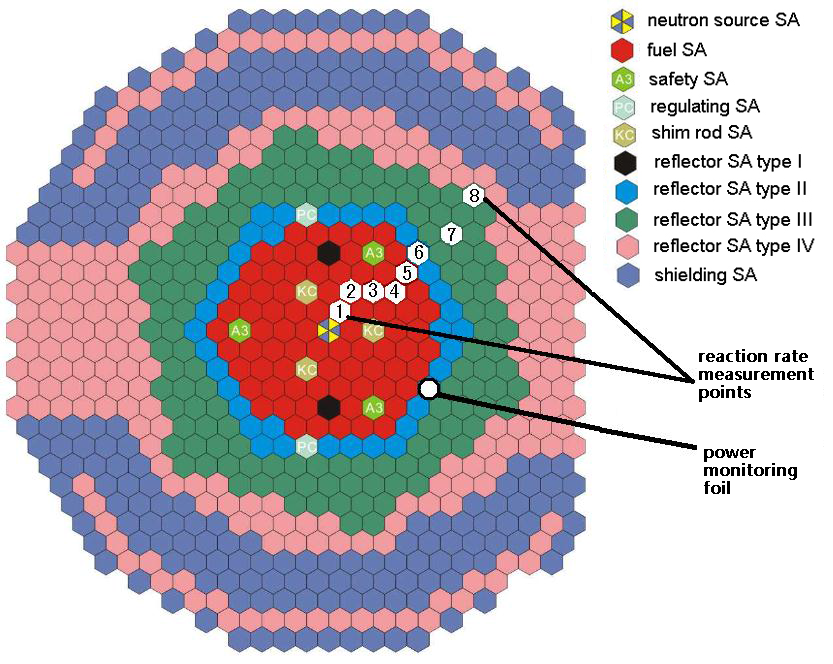 neutron source SA
fuel SA
A3 safety SA
PC regulating SA
KC shim rod SA
reflector SA type I
reflector SA type II
reflector SA type III
reflector SA type IV
shielding SA
8
PC
7
A3
6
5
KC
2 3 4
1
A3
KC
reaction rate
measurement
points
KC
A3
PC
power
monitoring
foil